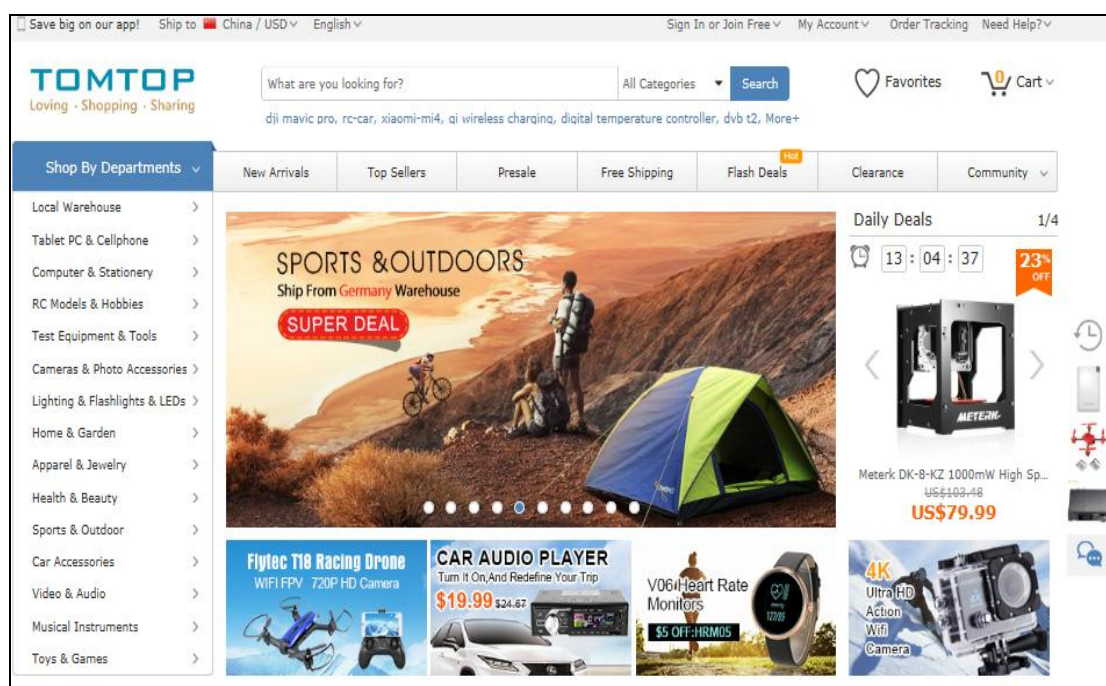 Save big on our app! Ship to China / USD English Sign In or Join Free My Account Order Tracking Need Help?
TOMTOP
Loving · Shopping · Sharing
What are you looking for? All Categories Search
Favorites 0 Cart
dji mavic pro, rc-car, xiaomi-mi4, qi wireless charging, digital temperature controller, dvb t2, More+
Shop By Departments
New Arrivals Top Sellers Presale Free Shipping Flash Deals Hot Clearance Community
Local Warehouse
Tablet PC & Cellphone
Computer & Stationery
RC Models & Hobbies
Test Equipment & Tools
Cameras & Photo Accessories
Lighting & Flashlights & LEDs
Home & Garden
Apparel & Jewelry
Health & Beauty
Sports & Outdoor
Car Accessories
Video & Audio
Musical Instruments
Toys & Games
SPORTS & OUTDOORS
Ship From Germany Warehouse
SUPER DEAL
Daily Deals 1/4
13 : 04 : 37
23% OFF
METERK
Meterk DK-8-KZ 1000mW High Sp...
US$103.48
US$79.99
Flytec T18 Racing Drone
WIFI FPV 720P HD Camera
CAR AUDIO PLAYER
Turn It On,And Redefine Your Trip
$19.99 $24.67
V06 Heart Rate
Monitors
$5 OFF:HRM05
4K
Ultra HD
Action
Wifi
Camera